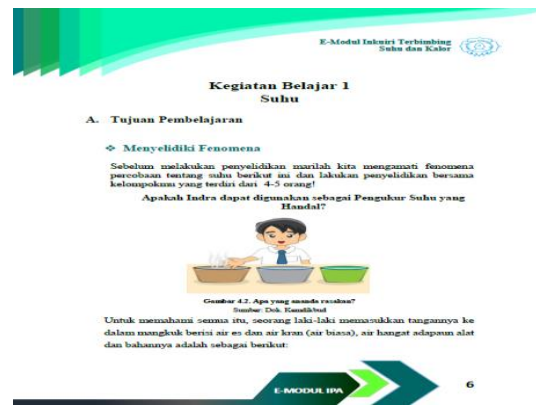 E-Modul Inkuiri Terbimbing
Suhu dan Kalor
Kegiatan Belajar 1
Suhu
A. Tujuan Pembelajaran
❖ Menyelidiki Fenomena
Sebelum melakukan penyelidikan marilah kita mengamati fenomena
percobaan tentang suhu berikut ini dan lakukan penyelidikan bersama
kelompokmu yang terdiri dari 4-5 orang!
Apakah Indra dapat digunakan sebagai Pengukur Suhu yang
Handal?
Gambar 4.2. Apa yang ananda rasakan?
Sumber: Dok. Kemdikbud
Untuk memahami semua itu, seorang laki-laki memasukkan tangannya ke
dalam mangkuk berisi air es dan air kran (air biasa), air hangat adapaun alat
dan bahannya adalah sebagai berikut:
E-MODUL IPA
6